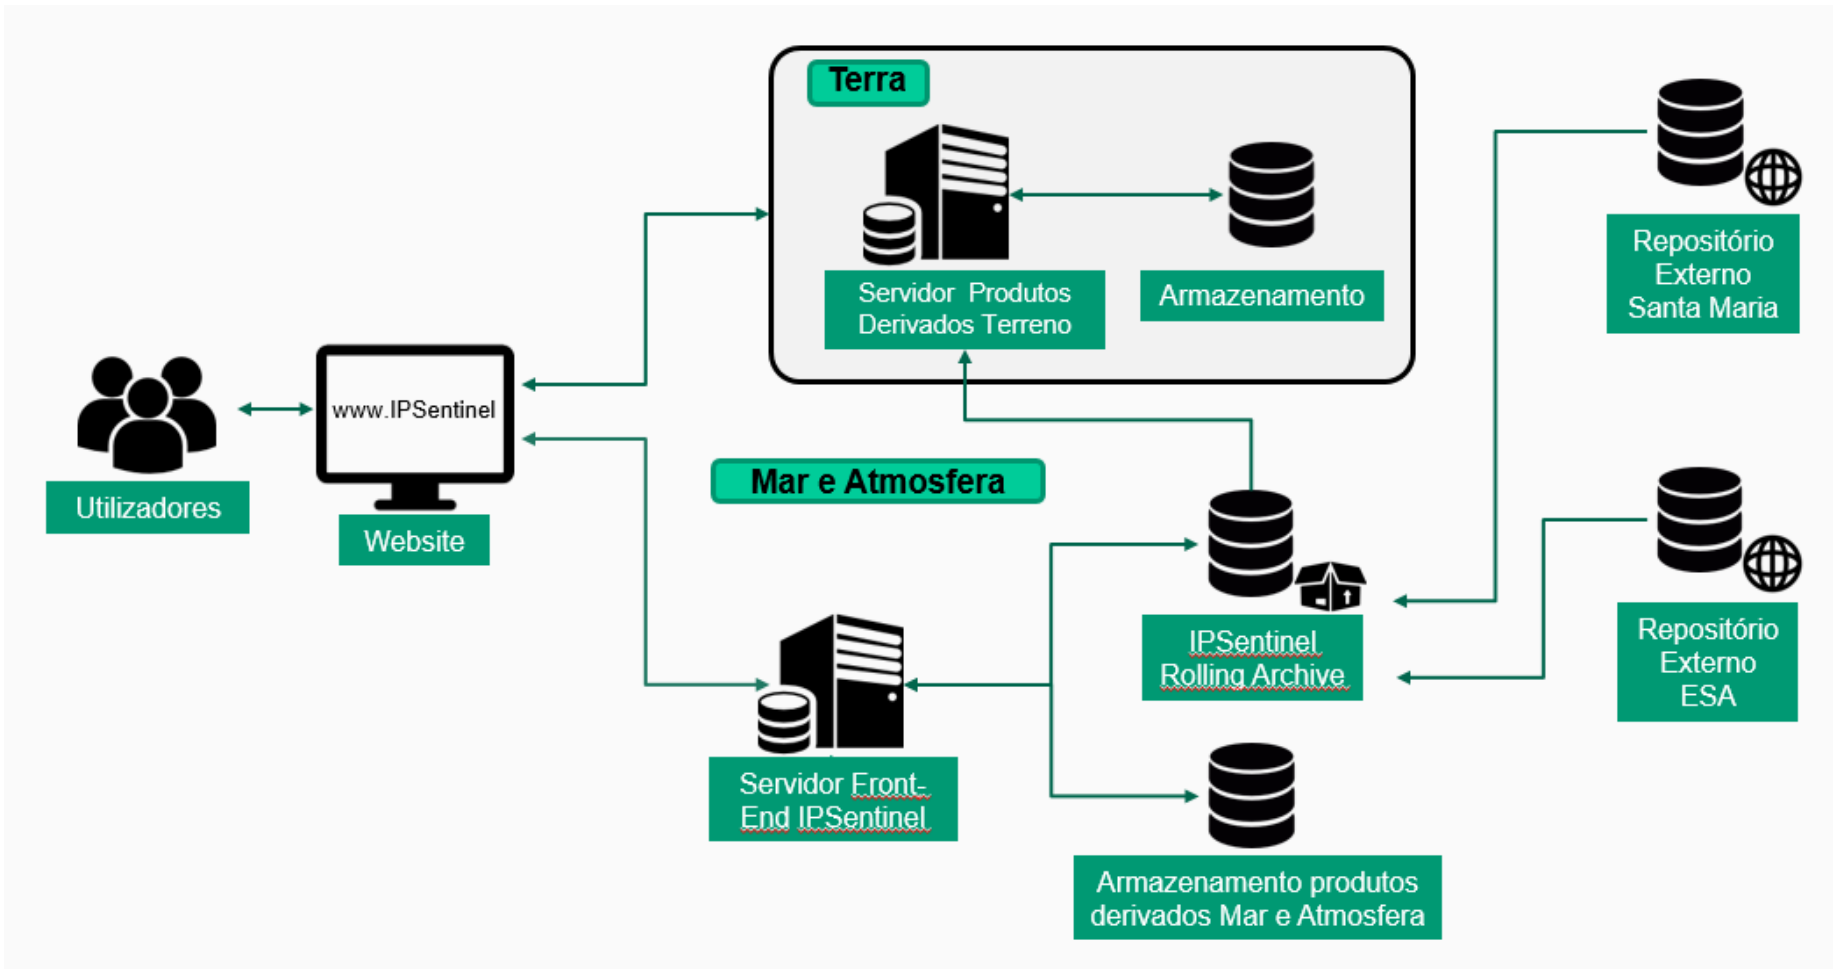 Terra
Servidor Produtos
Derivados Terreno
Armazenamento
Repositório
Externo
Santa Maria
www.IPSentinel
Utilizadores
Website
Mar e Atmosfera
IPSentinel
Rolling Archive
Repositório
Externo
ESA
Servidor Front-
End IPSentinel
Armazenamento produtos
derivados Mar e Atmosfera